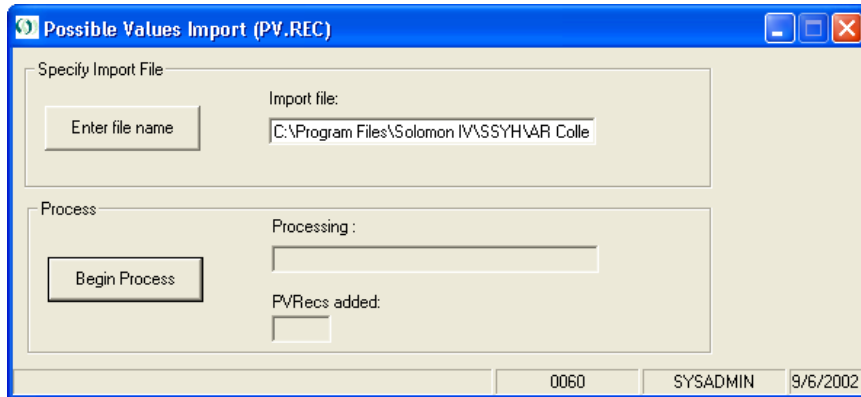 Possible Values Import (PV.REC)
Specify Import File
Import file:
Enter file name
C:\Program Files\Solomon IV\SSYH\AR Colle
Process
Processing :
Begin Process
PVRecs added:
0060 SYSADMIN 9/6/2002